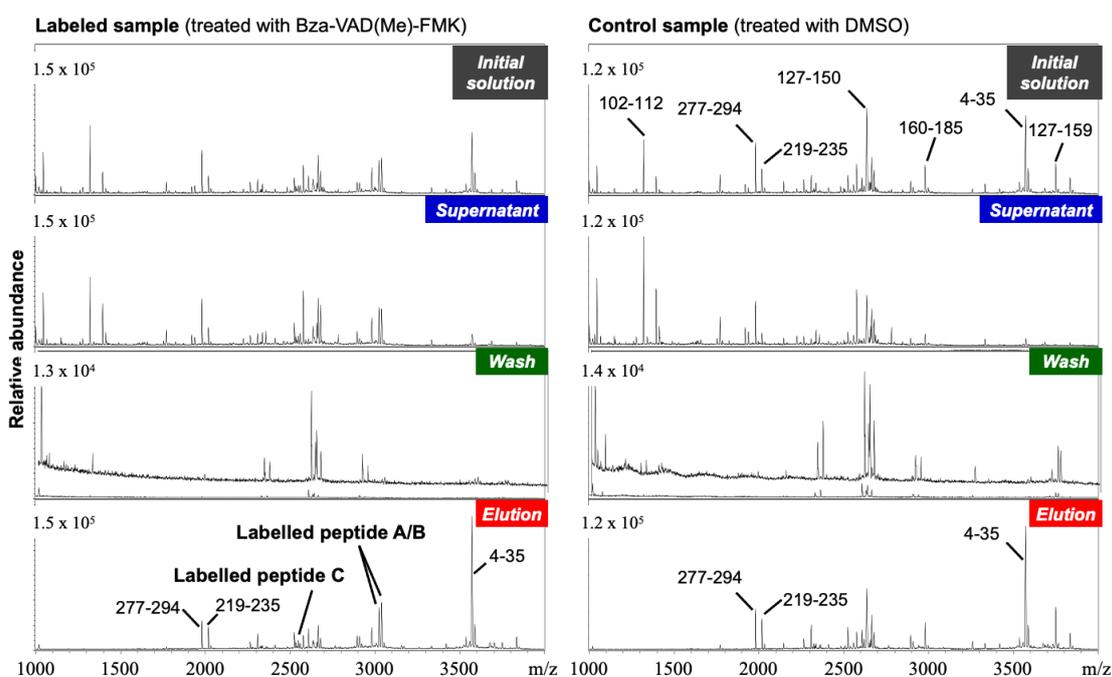 Labeled sample (treated with Bza-VAD(Me)-FMK)
Control sample (treated with DMSO)
Relative abundance
1.5 x 10⁵
Initial
solution
1.5 x 10⁵
Supernatant
1.3 x 10⁴
Wash
1.5 x 10⁵
Elution
Labelled peptide A/B
Labelled peptide C
4-35
277-294
219-235
1000 1500 2000 2500 3000 3500 m/z
1.2 x 10⁵
Initial
solution
127-150
102-112
277-294
4-35
160-185
127-159
219-235
1.2 x 10⁵
Supernatant
1.4 x 10⁴
Wash
1.2 x 10⁵
Elution
4-35
277-294
219-235
1000 1500 2000 2500 3000 3500 m/z